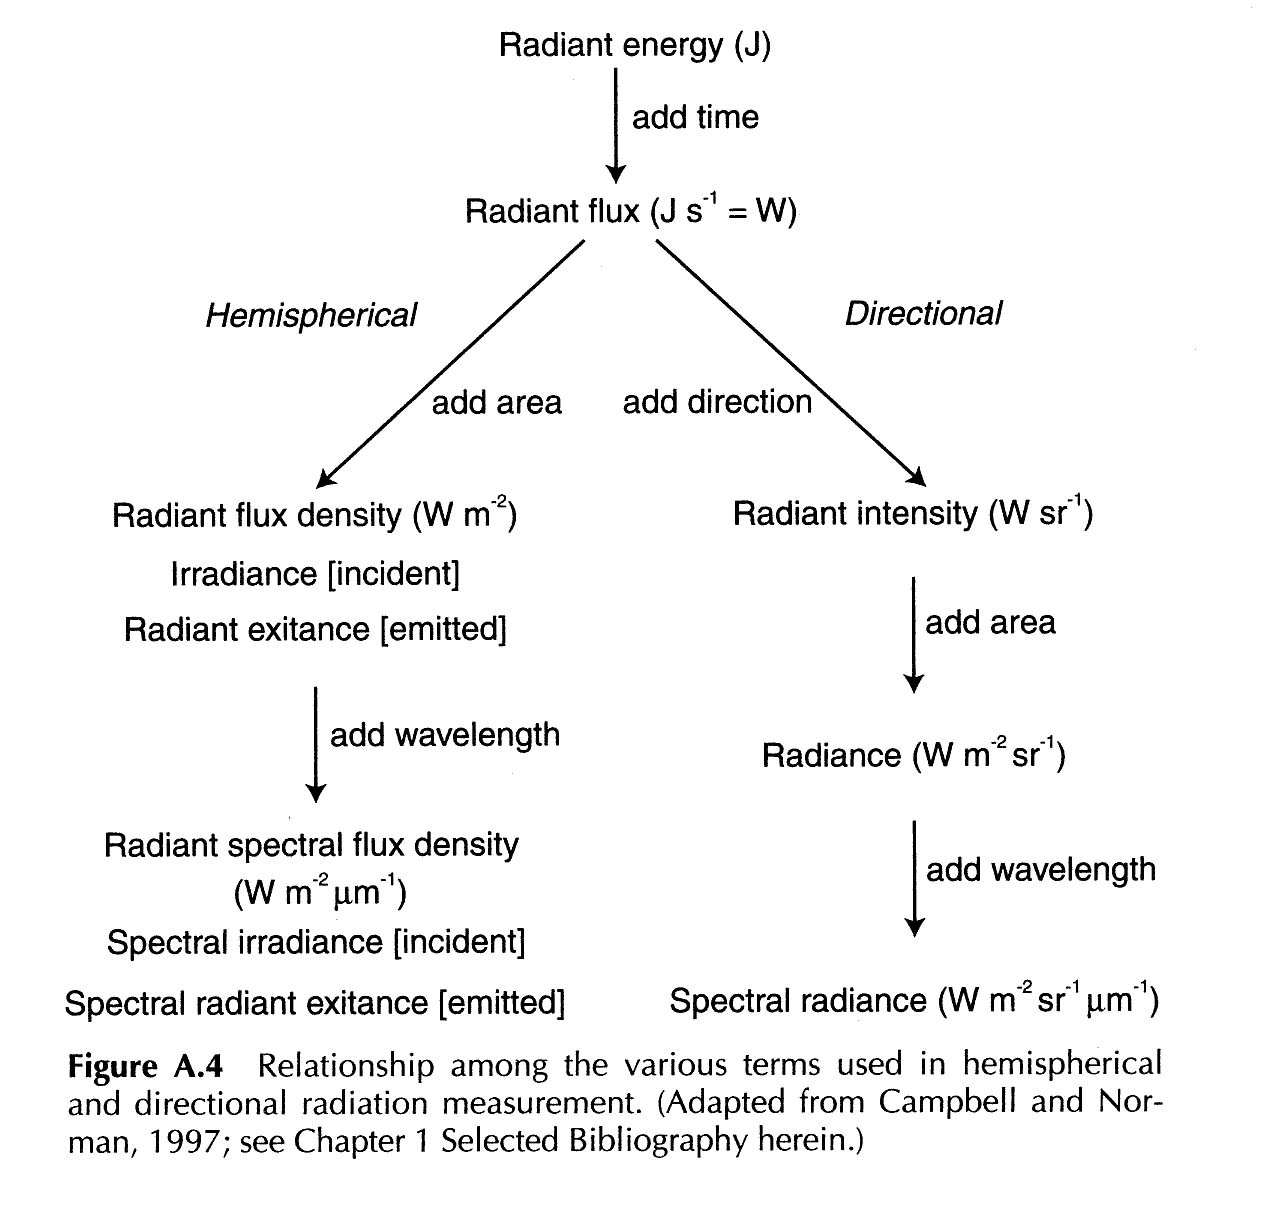 Radiant energy (J)
add time
Radiant flux (J s⁻¹ = W)
Hemispherical
Directional
add area
add direction
Radiant flux density (W m⁻²)
Irradiance [incident]
Radiant exitance [emitted]
add wavelength
Radiant spectral flux density
(W m⁻² µm⁻¹)
Spectral irradiance [incident]
Spectral radiant exitance [emitted]
Radiant intensity (W sr⁻¹)
add area
Radiance (W m⁻² sr⁻¹)
add wavelength
Spectral radiance (W m⁻² sr⁻¹ µm⁻¹)
Figure A.4 Relationship among the various terms used in hemispherical
and directional radiation measurement. (Adapted from Campbell and Nor-
man, 1997; see Chapter 1 Selected Bibliography herein.)